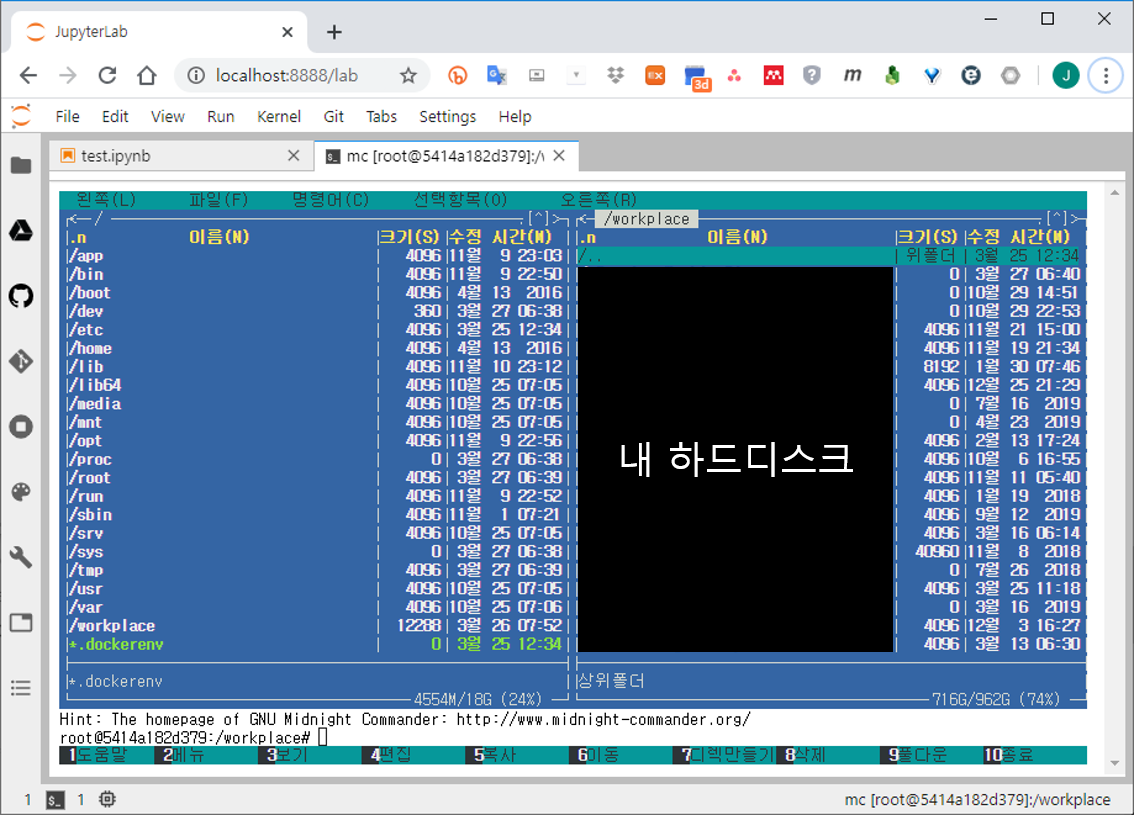 JupyterLab
localhost:8888/lab
3d
J
File Edit View Run Kernel Git Tabs Settings Help
test.ipynb
mc [root@5414a182d379]:/w
왼쪽(L) 파일(F) 명령어(C) 선택항목(O) 오른쪽(R)
<─ / ─.[^]> <─ /workplace ─.[^]>
.n 이름(N) |크기(S)|수정 시간(M)| .n 이름(N) |크기(S)|수정 시간(M)
/app | 4096|11월 9 23:03| /.. | 위폴더| 3월 25 12:34
/bin | 4096|11월 9 22:50| | 0| 3월 27 06:40
/boot | 4096| 4월 13 2016| | 0|10월 29 14:51
/dev | 360| 3월 27 06:38| | 0|10월 29 22:53
/etc | 4096| 3월 25 12:34| | 4096|11월 21 15:00
/home | 4096| 4월 13 2016| | 4096|11월 19 21:34
/lib | 4096|11월 10 23:12| | 8192| 1월 30 07:46
/lib64 | 4096|10월 25 07:05| | 4096|12월 25 21:29
/media | 4096|10월 25 07:05| | 0| 7월 16 2019
/mnt | 4096|10월 25 07:05| | 0| 4월 23 2019
/opt | 4096|11월 9 22:56| | 4096| 2월 13 17:24
내 하드디스크
/proc | 0| 3월 27 06:38| | 4096|10월 6 16:55
/root | 4096| 3월 27 06:39| | 4096|11월 11 05:40
/run | 4096|11월 9 22:52| | 4096| 1월 19 2018
/sbin | 4096|11월 1 07:21| | 4096| 9월 12 2019
/srv | 4096|10월 25 07:05| | 4096| 3월 16 06:14
/sys | 0| 3월 27 06:38| | 40960|11월 8 2018
/tmp | 4096| 3월 27 06:39| | 0| 7월 26 2018
/usr | 4096|10월 25 07:05| | 4096| 3월 25 11:18
/var | 4096|10월 25 07:06| | 0| 3월 16 2019
/workplace | 12288| 3월 26 07:52| | 4096|12월 3 16:27
*.dockerenv | 0| 3월 25 12:34| | 4096| 3월 13 06:30
*.dockerenv 상위폴더
4554M/18G (24%) 716G/962G (74%)
Hint: The homepage of GNU Midnight Commander: http://www.midnight-commander.org/
root@5414a182d379:/workplace#
1도움말 2메뉴 3보기 4편집 5복사 6이동 7디렉만들기 8삭제 9풀다운 10종료
1 1 mc [root@5414a182d379]:/workplace